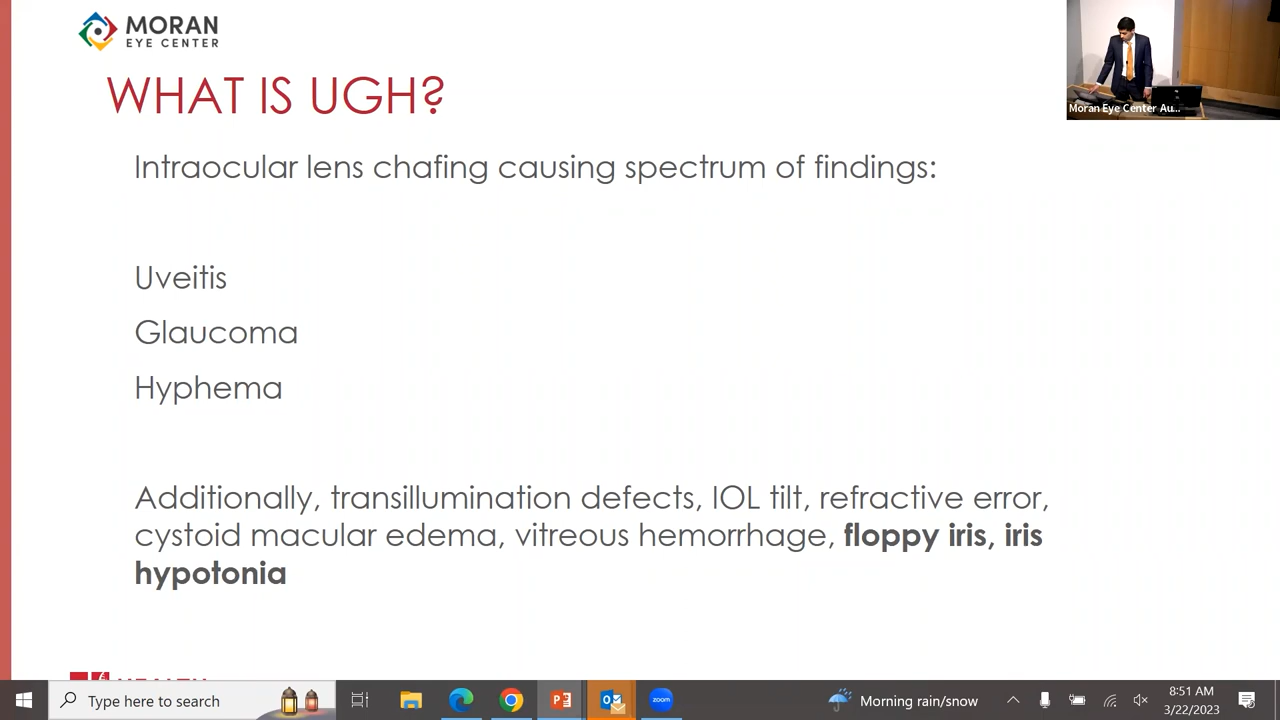 MORAN
EYE CENTER
WHAT IS UGH?
Moran Eye Center Au...
Intraocular lens chafing causing spectrum of findings:
Uveitis
Glaucoma
Hyphema
Additionally, transillumination defects, IOL tilt, refractive error,
cystoid macular edema, vitreous hemorrhage, floppy iris, iris
hypotonia
Type here to search
zoom
Morning rain/snow
8:51 AM
3/22/2023